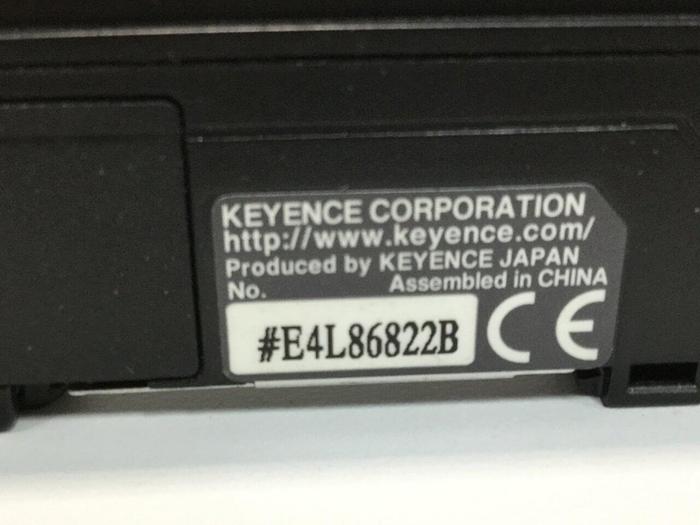 KEYENCE CORPORATION
http://www.keyence.com/
Produced by KEYENCE JAPAN
No. Assembled in CHINA
#E4L86822B CE